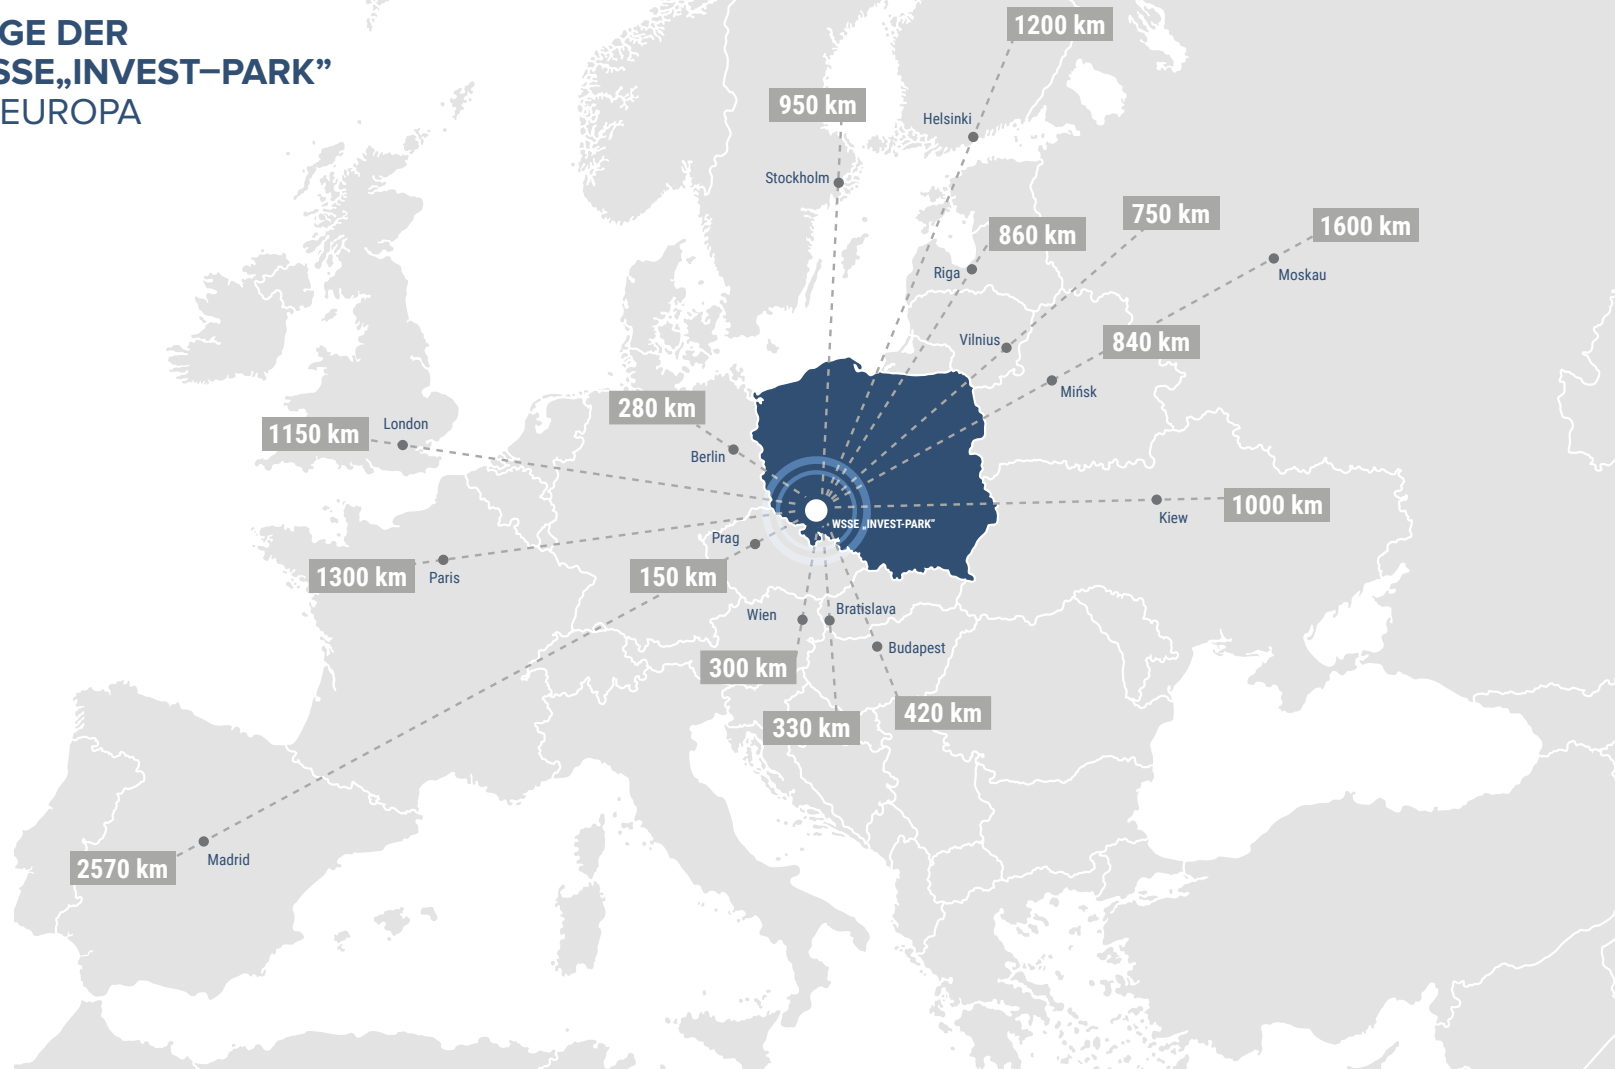 GE DER
SSE„INVEST–PARK”
EUROPA
1200 km
950 km
Helsinki
Stockholm
750 km
1600 km
860 km
Riga
Moskau
Vilnius
840 km
Mińsk
280 km
London
1150 km
Berlin
1000 km
Kiew
WSSE „INVEST-PARK”
Prag
1300 km
Paris
150 km
Wien
Bratislava
Budapest
300 km
420 km
330 km
Madrid
2570 km